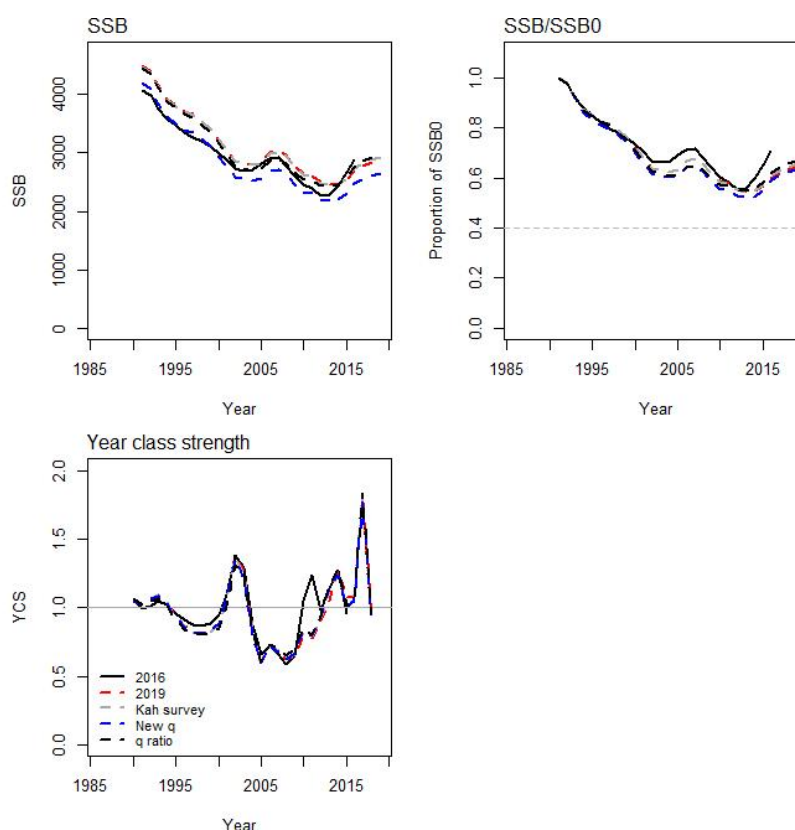 SSB
SSB
4000
3000
2000
1000
0
1985
1995
2005
2015
Year
SSB/SSB0
Proportion of SSB0
1.0
0.8
0.6
0.4
0.2
0.0
1985
1995
2005
2015
Year
Year class strength
YCS
2.0
1.5
1.0
0.5
0.0
2016
2019
Kah survey
New q
q ratio
1985
1995
2005
2015
Year